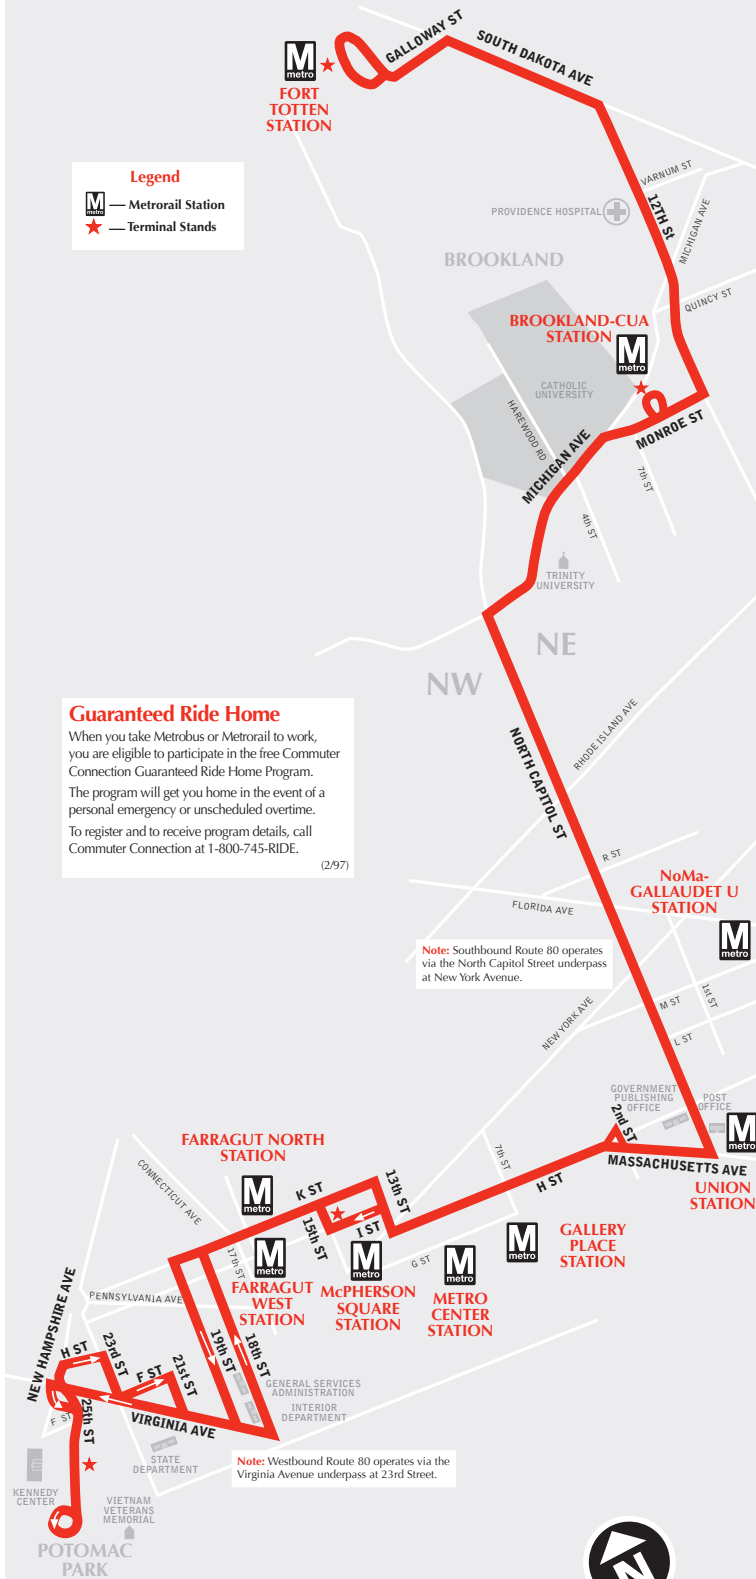 GALLOWAY ST
SOUTH DAKOTA AVE
M
metro
FORT
TOTTEN
STATION
Legend
M
metro
— Metrorail Station
— Terminal Stands
VARNUM ST
12TH St
MICHIGAN AVE
PROVIDENCE HOSPITAL
BROOKLAND
QUINCY ST
BROOKLAND-CUA
STATION
M
metro
CATHOLIC
UNIVERSITY
HAREWOOD RD
MICHIGAN AVE
MONROE ST
7th ST
4th ST
TRINITY
UNIVERSITY
NE
NW
Guaranteed Ride Home
When you take Metrobus or Metrorail to work,
you are eligible to participate in the free Commuter
Connection Guaranteed Ride Home Program.
The program will get you home in the event of a
personal emergency or unscheduled overtime.
To register and to receive program details, call
Commuter Connection at 1-800-745-RIDE.
(2/97)
RHODE ISLAND AVE
NORTH CAPITOL ST
R ST
NoMa-
GALLAUDET U
STATION
M
metro
FLORIDA AVE
Note: Southbound Route 80 operates
via the North Capitol Street underpass
at New York Avenue.
NEW YORK AVE
M ST
1st ST
L ST
GOVERNMENT
PUBLISHING
OFFICE
POST
OFFICE
2nd ST
M
metro
MASSACHUSETTS AVE
UNION
STATION
FARRAGUT NORTH
STATION
M
metro
CONNECTICUT AVE
K ST
13th ST
7th ST
H ST
15th ST
I ST
17th ST
G ST
M
metro
FARRAGUT
WEST
STATION
M
metro
McPHERSON
SQUARE
STATION
M
metro
METRO
CENTER
STATION
M
metro
GALLERY
PLACE
STATION
PENNSYLVANIA AVE
NEW HAMPSHIRE AVE
H ST
23rd ST
F ST
21st ST
19th ST
18th ST
GENERAL SERVICES
ADMINISTRATION
INTERIOR
DEPARTMENT
F ST
25th ST
VIRGINIA AVE
STATE
DEPARTMENT
Note: Westbound Route 80 operates via the
Virginia Avenue underpass at 23rd Street.
KENNEDY
CENTER
VIETNAM
VETERANS
MEMORIAL
POTOMAC
PARK
N